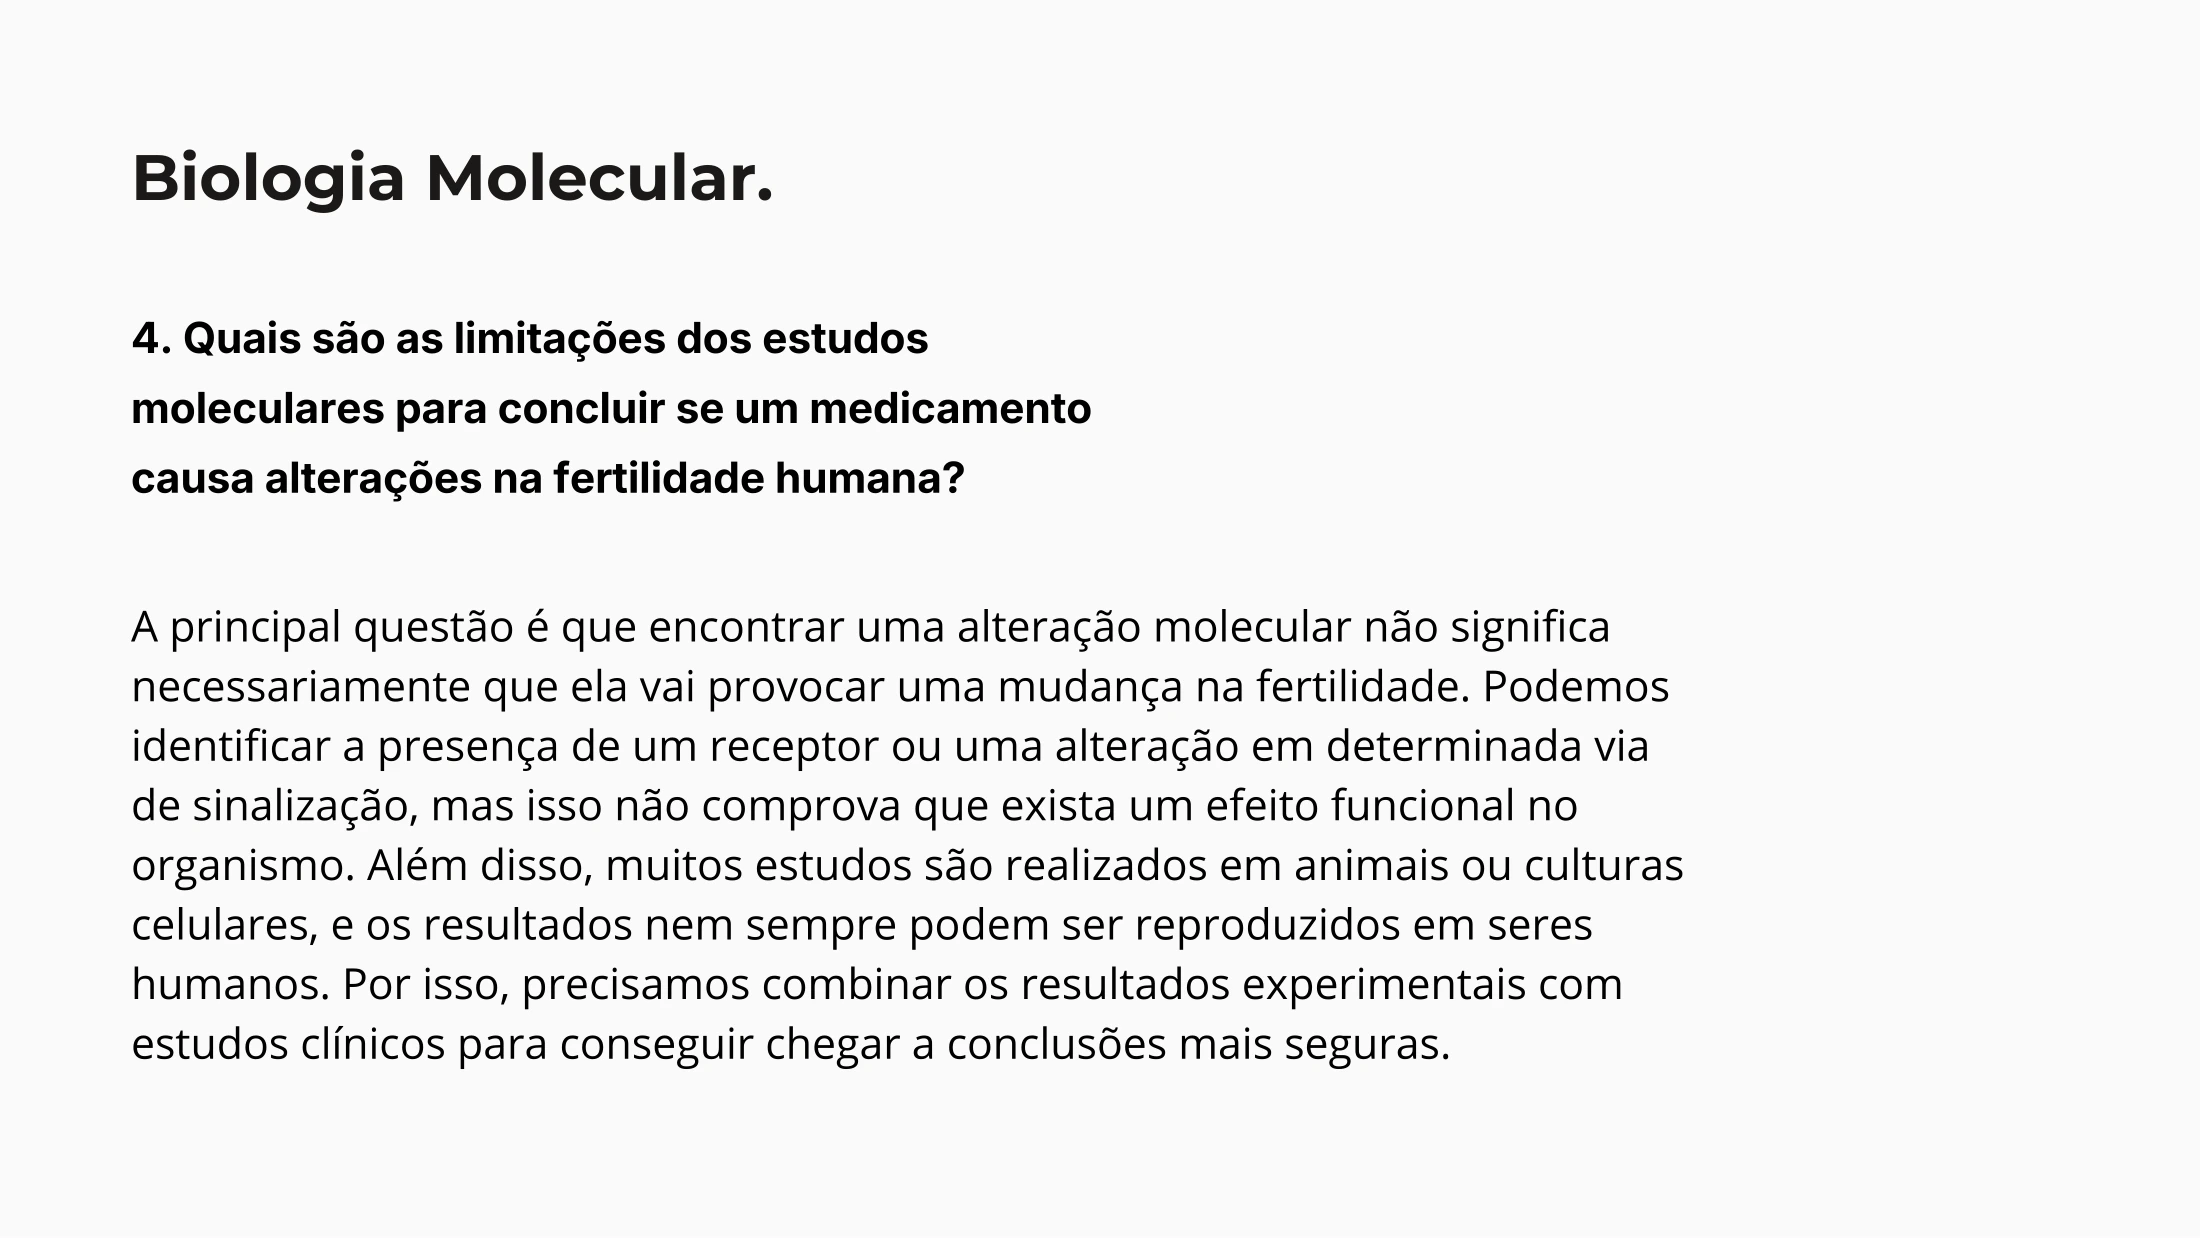 Biologia Molecular.
4. Quais são as limitações dos estudos
moleculares para concluir se um medicamento
causa alterações na fertilidade humana?
A principal questão é que encontrar uma alteração molecular não significa
necessariamente que ela vai provocar uma mudança na fertilidade. Podemos
identificar a presença de um receptor ou uma alteração em determinada via
de sinalização, mas isso não comprova que exista um efeito funcional no
organismo. Além disso, muitos estudos são realizados em animais ou culturas
celulares, e os resultados nem sempre podem ser reproduzidos em seres
humanos. Por isso, precisamos combinar os resultados experimentais com
estudos clínicos para conseguir chegar a conclusões mais seguras.